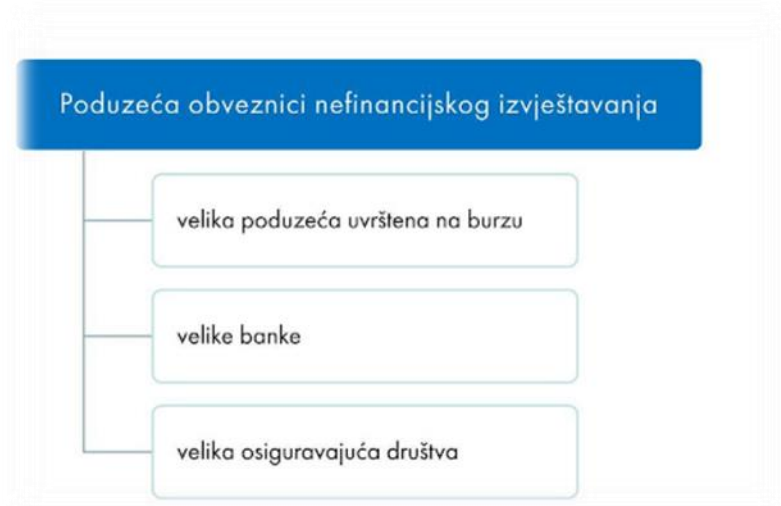 Poduzeća obveznici nefinancijskog izvještavanja
velika poduzeća uvrštena na burzu
velike banke
velika osiguravajuća društva